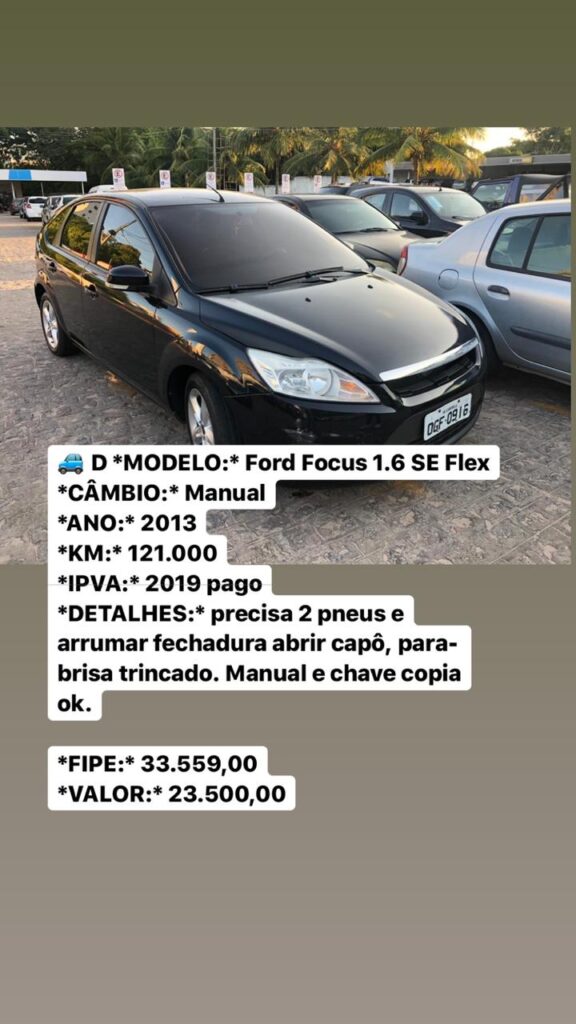 OGF-0916
🚙 D *MODELO:* Ford Focus 1.6 SE Flex
*CÂMBIO:* Manual
*ANO:* 2013
*KM:* 121.000
*IPVA:* 2019 pago
*DETALHES:* precisa 2 pneus e
arrumar fechadura abrir capô, para-
brisa trincado. Manual e chave copia
ok.
*FIPE:* 33.559,00
*VALOR:* 23.500,00